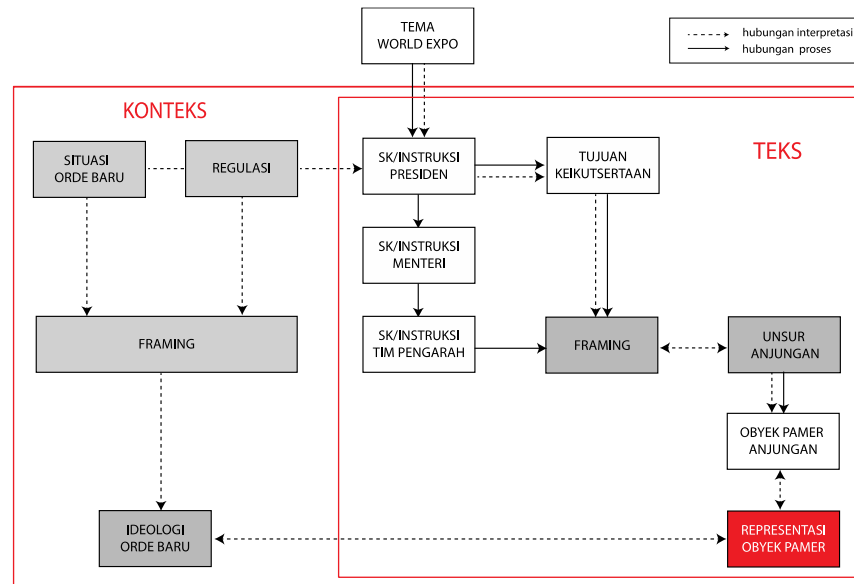 TEMA
WORLD EXPO
hubungan interpretasi
hubungan proses
KONTEKS
TEKS
SITUASI
ORDE BARU
REGULASI
SK/INSTRUKSI
PRESIDEN
TUJUAN
KEIKUTSERTAAN
SK/INSTRUKSI
MENTERI
FRAMING
SK/INSTRUKSI
TIM PENGARAH
FRAMING
UNSUR
ANJUNGAN
OBYEK PAMER
ANJUNGAN
IDEOLOGI
ORDE BARU
REPRESENTASI
OBYEK PAMER